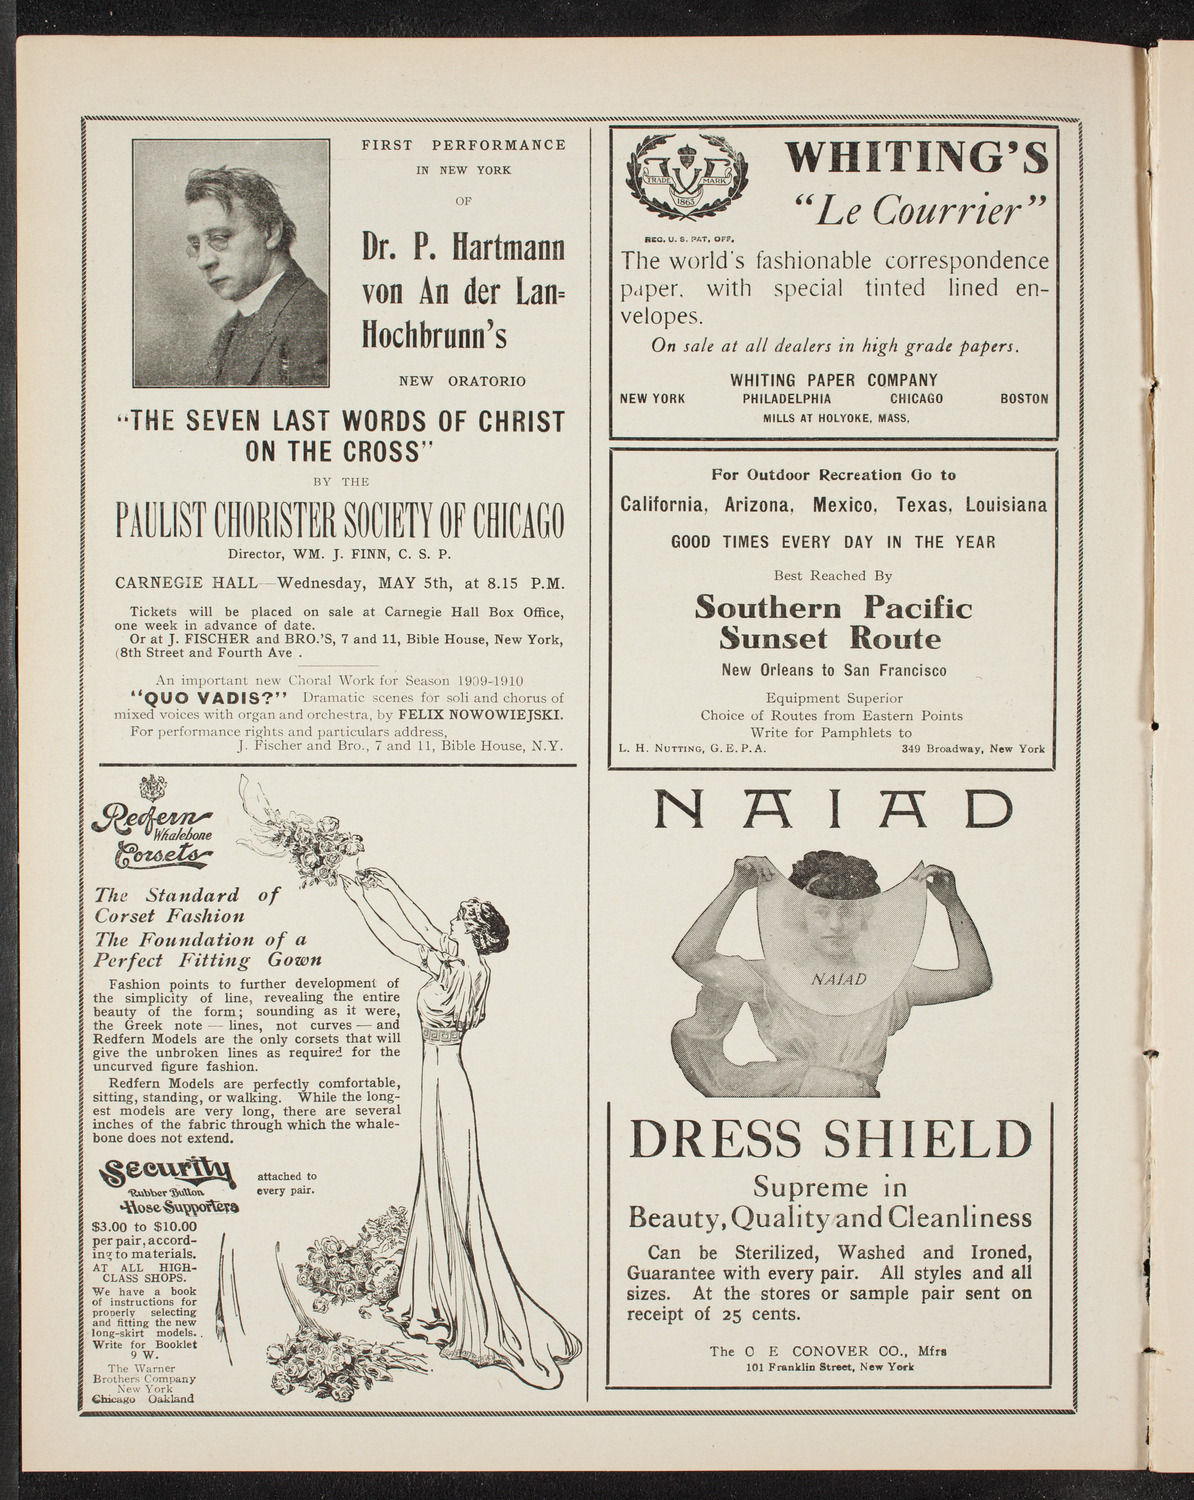 FIRST PERFORMANCE
IN NEW YORK
OF
Dr. P. Hartmann
von An der Lan=
Hochbrunn's
NEW ORATORIO
"THE SEVEN LAST WORDS OF CHRIST
ON THE CROSS"
BY THE
PAULIST CHORISTER SOCIETY OF CHICAGO
Director, WM. J. FINN, C. S. P.
CARNEGIE HALL—Wednesday, MAY 5th, at 8.15 P.M.
Tickets will be placed on sale at Carnegie Hall Box Office,
one week in advance of date.
Or at J. FISCHER and BRO.'S, 7 and 11, Bible House, New York,
(8th Street and Fourth Ave .
An important new Choral Work for Season 1909-1910
"QUO VADIS?" Dramatic scenes for soli and chorus of
mixed voices with organ and orchestra, by FELIX NOWOWIEJSKI.
For performance rights and particulars address,
J. Fischer and Bro., 7 and 11, Bible House, N.Y.
Redfern
Whalebone
Corsets
The Standard of
Corset Fashion
The Foundation of a
Perfect Fitting Gown
Fashion points to further development of
the simplicity of line, revealing the entire
beauty of the form; sounding as it were,
the Greek note — lines, not curves — and
Redfern Models are the only corsets that will
give the unbroken lines as required for the
uncurved figure fashion.
Redfern Models are perfectly comfortable,
sitting, standing, or walking. While the long-
est models are very long, there are several
inches of the fabric through which the whale-
bone does not extend.
Security
Rubber Button
Hose Supporters
attached to
every pair.
$3.00 to $10.00
per pair, accord-
ing to materials.
AT ALL HIGH-
CLASS SHOPS.
We have a book
of instructions for
properly selecting
and fitting the new
long-skirt models.
Write for Booklet
9 W.
The Warner
Brothers Company
New York
Chicago Oakland
TRADE MARK
1865
REG. U. S. PAT. OFF.
WHITING'S
"Le Courrier"
The world's fashionable correspondence
paper, with special tinted lined en-
velopes.
On sale at all dealers in high grade papers.
WHITING PAPER COMPANY
NEW YORK PHILADELPHIA CHICAGO BOSTON
MILLS AT HOLYOKE, MASS,
For Outdoor Recreation Go to
California, Arizona, Mexico, Texas, Louisiana
GOOD TIMES EVERY DAY IN THE YEAR
Best Reached By
Southern Pacific
Sunset Route
New Orleans to San Francisco
Equipment Superior
Choice of Routes from Eastern Points
Write for Pamphlets to
L. H. NUTTING, G. E. P. A. 349 Broadway, New York
NAIAD
NAIAD
DRESS SHIELD
Supreme in
Beauty, Quality and Cleanliness
Can be Sterilized, Washed and Ironed,
Guarantee with every pair. All styles and all
sizes. At the stores or sample pair sent on
receipt of 25 cents.
The C E CONOVER CO., Mfrs
101 Franklin Street, New York